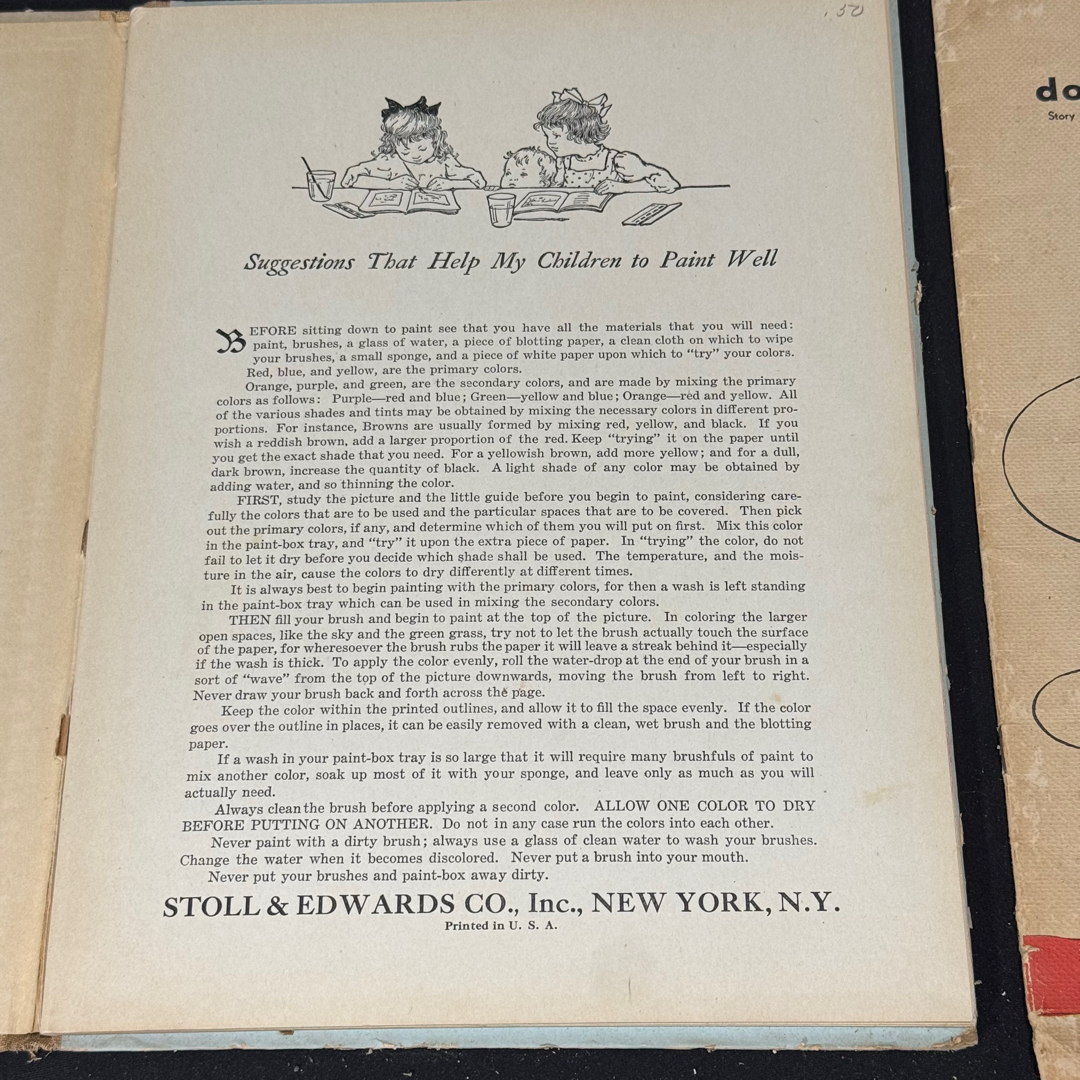 .50
Suggestions That Help My Children to Paint Well
BEFORE sitting down to paint see that you have all the materials that you will need:
paint, brushes, a glass of water, a piece of blotting paper, a clean cloth on which to wipe
your brushes, a small sponge, and a piece of white paper upon which to “try” your colors.
Red, blue, and yellow, are the primary colors.
Orange, purple, and green, are the secondary colors, and are made by mixing the primary
colors as follows: Purple—red and blue; Green—yellow and blue; Orange—red and yellow. All
of the various shades and tints may be obtained by mixing the necessary colors in different pro-
portions. For instance, Browns are usually formed by mixing red, yellow, and black. If you
wish a reddish brown, add a larger proportion of the red. Keep “trying” it on the paper until
you get the exact shade that you need. For a yellowish brown, add more yellow; and for a dull,
dark brown, increase the quantity of black. A light shade of any color may be obtained by
adding water, and so thinning the color.
FIRST, study the picture and the little guide before you begin to paint, considering care-
fully the colors that are to be used and the particular spaces that are to be covered. Then pick
out the primary colors, if any, and determine which of them you will put on first. Mix this color
in the paint-box tray, and “try” it upon the extra piece of paper. In “trying” the color, do not
fail to let it dry before you decide which shade shall be used. The temperature, and the mois-
ture in the air, cause the colors to dry differently at different times.
It is always best to begin painting with the primary colors, for then a wash is left standing
in the paint-box tray which can be used in mixing the secondary colors.
THEN fill your brush and begin to paint at the top of the picture. In coloring the larger
open spaces, like the sky and the green grass, try not to let the brush actually touch the surface
of the paper, for wheresoever the brush rubs the paper it will leave a streak behind it—especially
if the wash is thick. To apply the color evenly, roll the water-drop at the end of your brush in a
sort of “wave” from the top of the picture downwards, moving the brush from left to right.
Never draw your brush back and forth across the page.
Keep the color within the printed outlines, and allow it to fill the space evenly. If the color
goes over the outline in places, it can be easily removed with a clean, wet brush and the blotting
paper.
If a wash in your paint-box tray is so large that it will require many brushfuls of paint to
mix another color, soak up most of it with your sponge, and leave only as much as you will
actually need.
Always clean the brush before applying a second color. ALLOW ONE COLOR TO DRY
BEFORE PUTTING ON ANOTHER. Do not in any case run the colors into each other.
Never paint with a dirty brush; always use a glass of clean water to wash your brushes.
Change the water when it becomes discolored. Never put a brush into your mouth.
Never put your brushes and paint-box away dirty.
STOLL & EDWARDS CO., Inc., NEW YORK, N.Y.
Printed in U. S. A.
do
Story